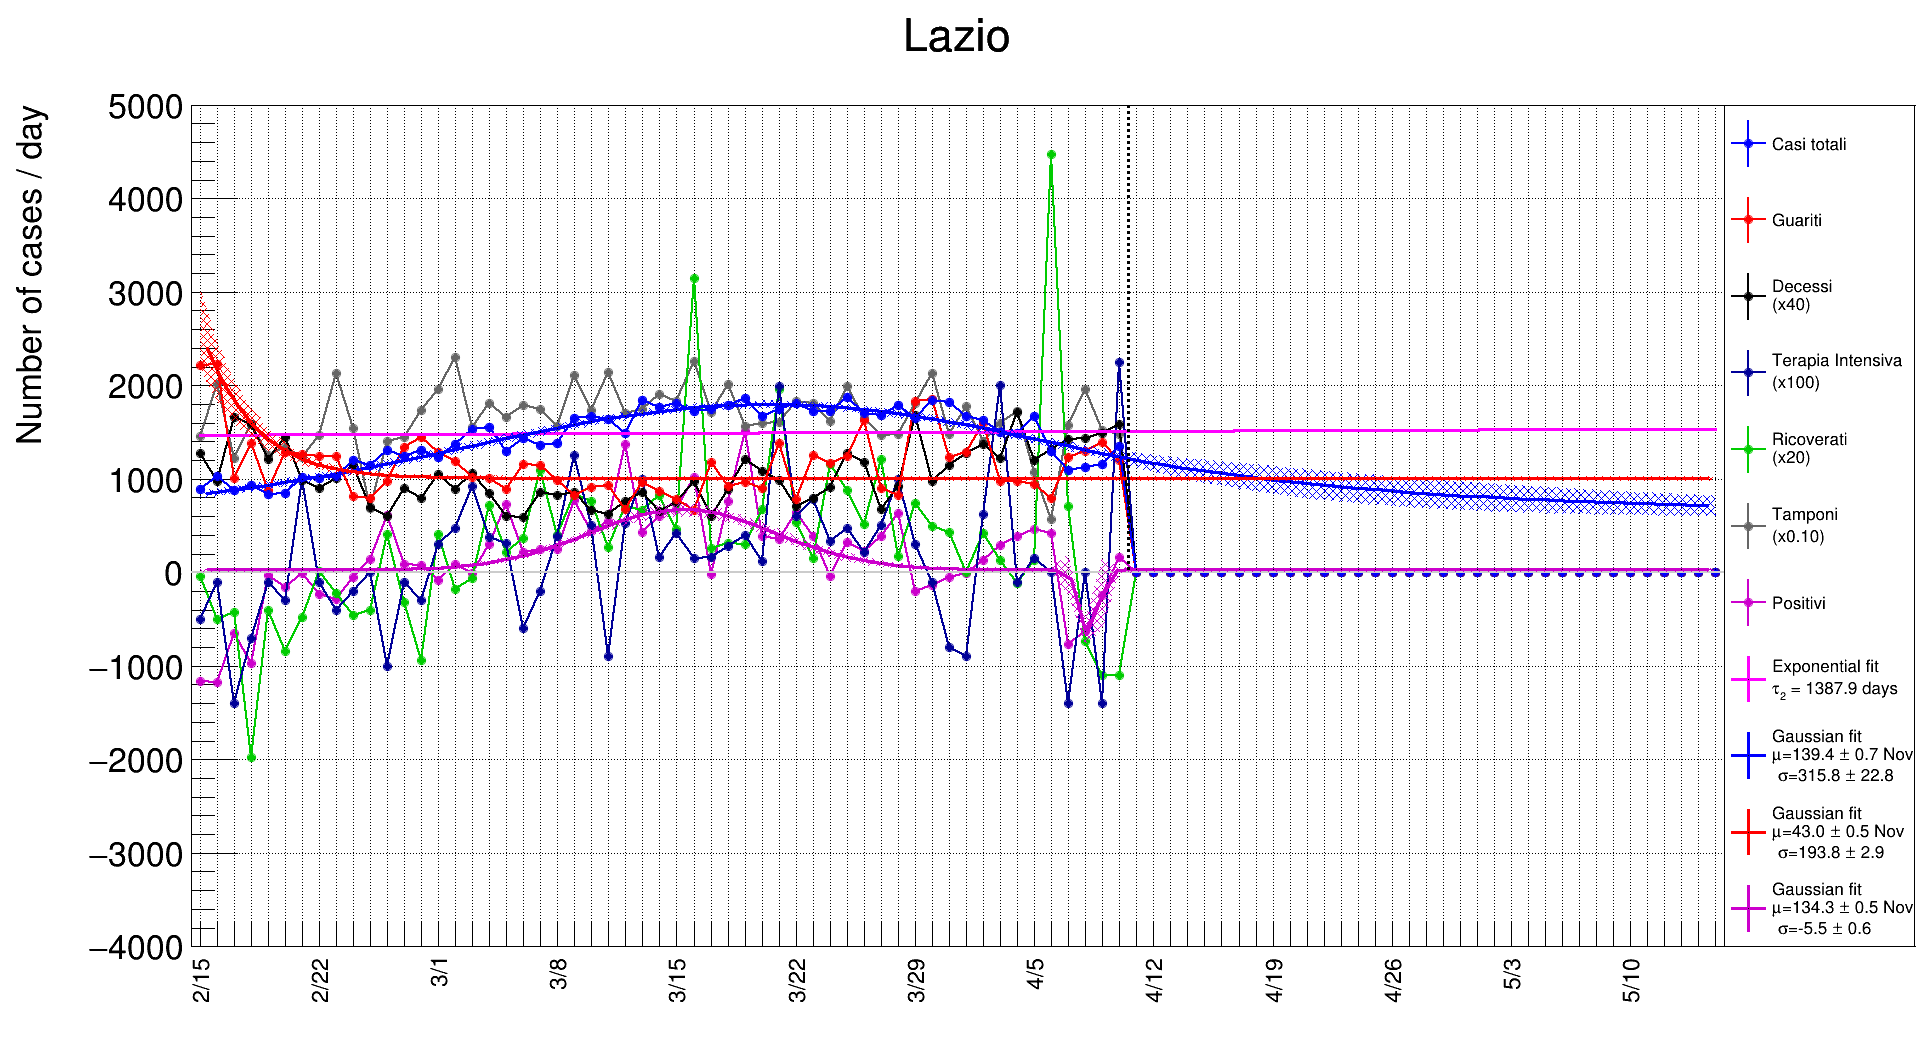 Lazio
Number of cases / day
5000
4000
3000
2000
1000
0
−1000
−2000
−3000
−4000
2/15
2/22
3/1
3/8
3/15
3/22
3/29
4/5
4/12
4/19
4/26
5/3
5/10
Casi totali
Guariti
Decessi
(x40)
Terapia Intensiva
(x100)
Ricoverati
(x20)
Tamponi
(x0.10)
Positivi
Exponential fit
τ2 = 1387.9 days
Gaussian fit
μ=139.4 ± 0.7 Nov
σ=315.8 ± 22.8
Gaussian fit
μ=43.0 ± 0.5 Nov
σ=193.8 ± 2.9
Gaussian fit
μ=134.3 ± 0.5 Nov
σ=-5.5 ± 0.6